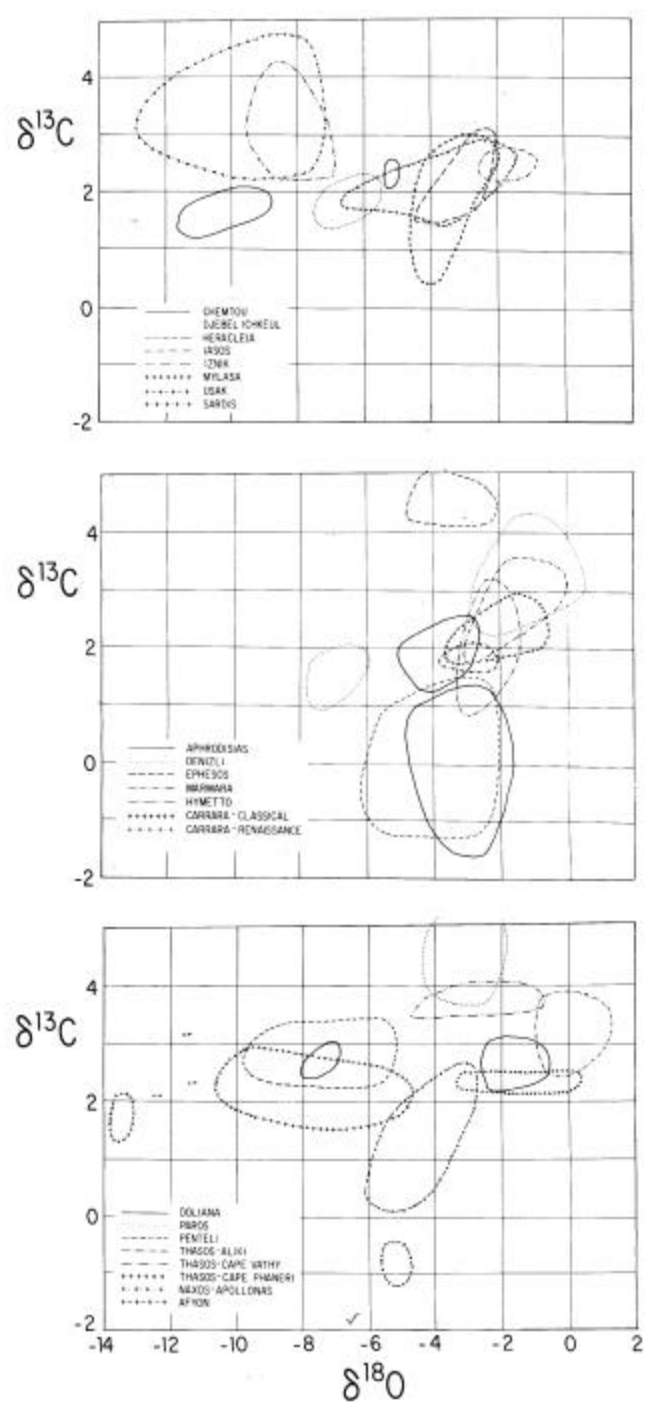 4
δ¹³C
2
0
CHEMTOU
DJEBEL ICHKEUL
HERACLEIA
IASOS
IZNIK
MYLASA
USAK
SARDIS
-2
4
δ¹³C
2
0
APHRODISIAS
DENIZLI
EPHESOS
MARMARA
HYMETTO
CARRARA-CLASSICAL
CARRARA-RENAISSANCE
-2
4
δ¹³C
2
0
DOLIANA
PAROS
PENTELI
THASOS-ALIKI
THASOS-CAPE VATHY
THASOS-CAPE PHANERI
NAXOS-APOLLONAS
AFYON
-2
-14 -12 -10 -8 -6 -4 -2 0 2
δ¹⁸O